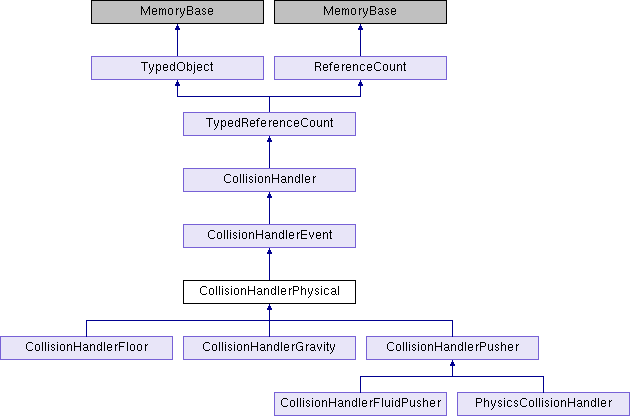 MemoryBase
MemoryBase
TypedObject
ReferenceCount
TypedReferenceCount
CollisionHandler
CollisionHandlerEvent
CollisionHandlerPhysical
CollisionHandlerFloor
CollisionHandlerGravity
CollisionHandlerPusher
CollisionHandlerFluidPusher
PhysicsCollisionHandler